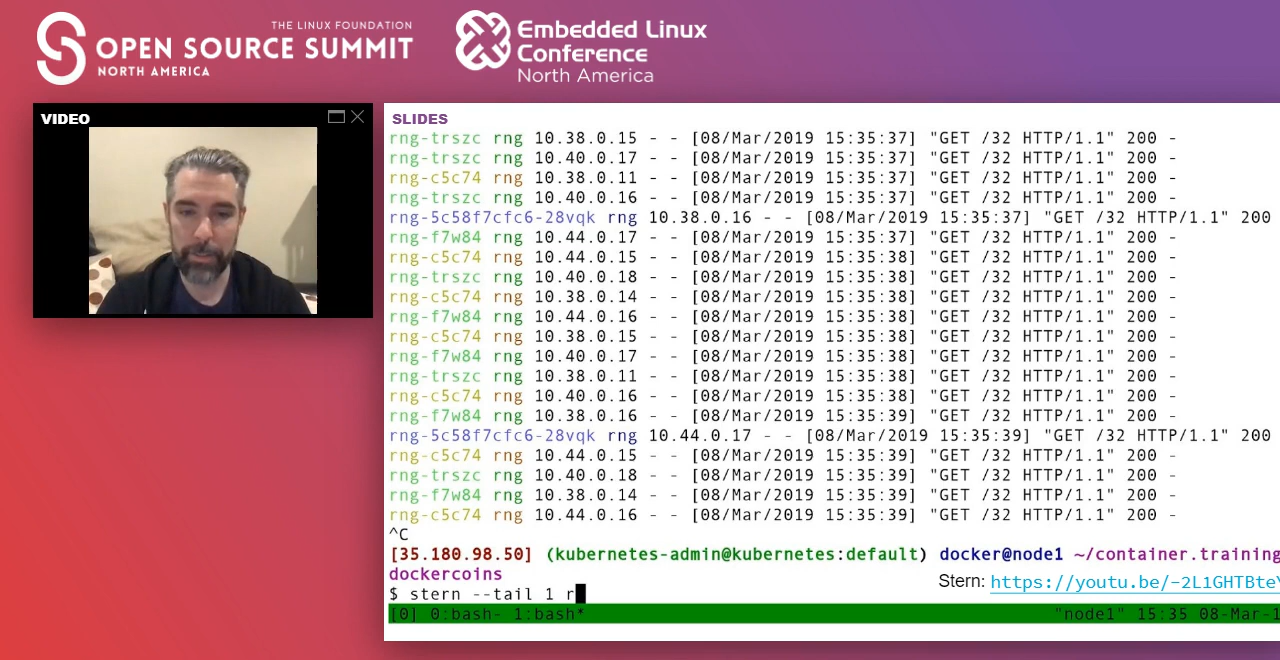 THE LINUX FOUNDATION
OPEN SOURCE SUMMIT
NORTH AMERICA
Embedded Linux
Conference
North America
VIDEO
SLIDES
rng-trszc rng 10.38.0.15 - - [08/Mar/2019 15:35:37] "GET /32 HTTP/1.1" 200 -
rng-trszc rng 10.40.0.17 - - [08/Mar/2019 15:35:37] "GET /32 HTTP/1.1" 200 -
rng-c5c74 rng 10.38.0.11 - - [08/Mar/2019 15:35:37] "GET /32 HTTP/1.1" 200 -
rng-trszc rng 10.40.0.16 - - [08/Mar/2019 15:35:37] "GET /32 HTTP/1.1" 200 -
rng-5c58f7cfc6-28vqk rng 10.38.0.16 - - [08/Mar/2019 15:35:37] "GET /32 HTTP/1.1" 200
rng-f7w84 rng 10.44.0.17 - - [08/Mar/2019 15:35:37] "GET /32 HTTP/1.1" 200 -
rng-c5c74 rng 10.44.0.15 - - [08/Mar/2019 15:35:38] "GET /32 HTTP/1.1" 200 -
rng-trszc rng 10.40.0.18 - - [08/Mar/2019 15:35:38] "GET /32 HTTP/1.1" 200 -
rng-c5c74 rng 10.38.0.14 - - [08/Mar/2019 15:35:38] "GET /32 HTTP/1.1" 200 -
rng-f7w84 rng 10.44.0.16 - - [08/Mar/2019 15:35:38] "GET /32 HTTP/1.1" 200 -
rng-c5c74 rng 10.38.0.15 - - [08/Mar/2019 15:35:38] "GET /32 HTTP/1.1" 200 -
rng-f7w84 rng 10.40.0.17 - - [08/Mar/2019 15:35:38] "GET /32 HTTP/1.1" 200 -
rng-trszc rng 10.38.0.11 - - [08/Mar/2019 15:35:38] "GET /32 HTTP/1.1" 200 -
rng-c5c74 rng 10.40.0.16 - - [08/Mar/2019 15:35:38] "GET /32 HTTP/1.1" 200 -
rng-f7w84 rng 10.38.0.16 - - [08/Mar/2019 15:35:39] "GET /32 HTTP/1.1" 200 -
rng-5c58f7cfc6-28vqk rng 10.44.0.17 - - [08/Mar/2019 15:35:39] "GET /32 HTTP/1.1" 200
rng-c5c74 rng 10.44.0.15 - - [08/Mar/2019 15:35:39] "GET /32 HTTP/1.1" 200 -
rng-trszc rng 10.40.0.18 - - [08/Mar/2019 15:35:39] "GET /32 HTTP/1.1" 200 -
rng-f7w84 rng 10.38.0.14 - - [08/Mar/2019 15:35:39] "GET /32 HTTP/1.1" 200 -
rng-c5c74 rng 10.44.0.16 - - [08/Mar/2019 15:35:39] "GET /32 HTTP/1.1" 200 -
^C
[35.180.98.50] (kubernetes-admin@kubernetes:default) docker@node1 ~/container.training
dockercoins
Stern: https://youtu.be/-2L1GHTBte
$ stern --tail 1 r
[0] 0:bash- 1:bash* "node1" 15:35 08-Mar-1